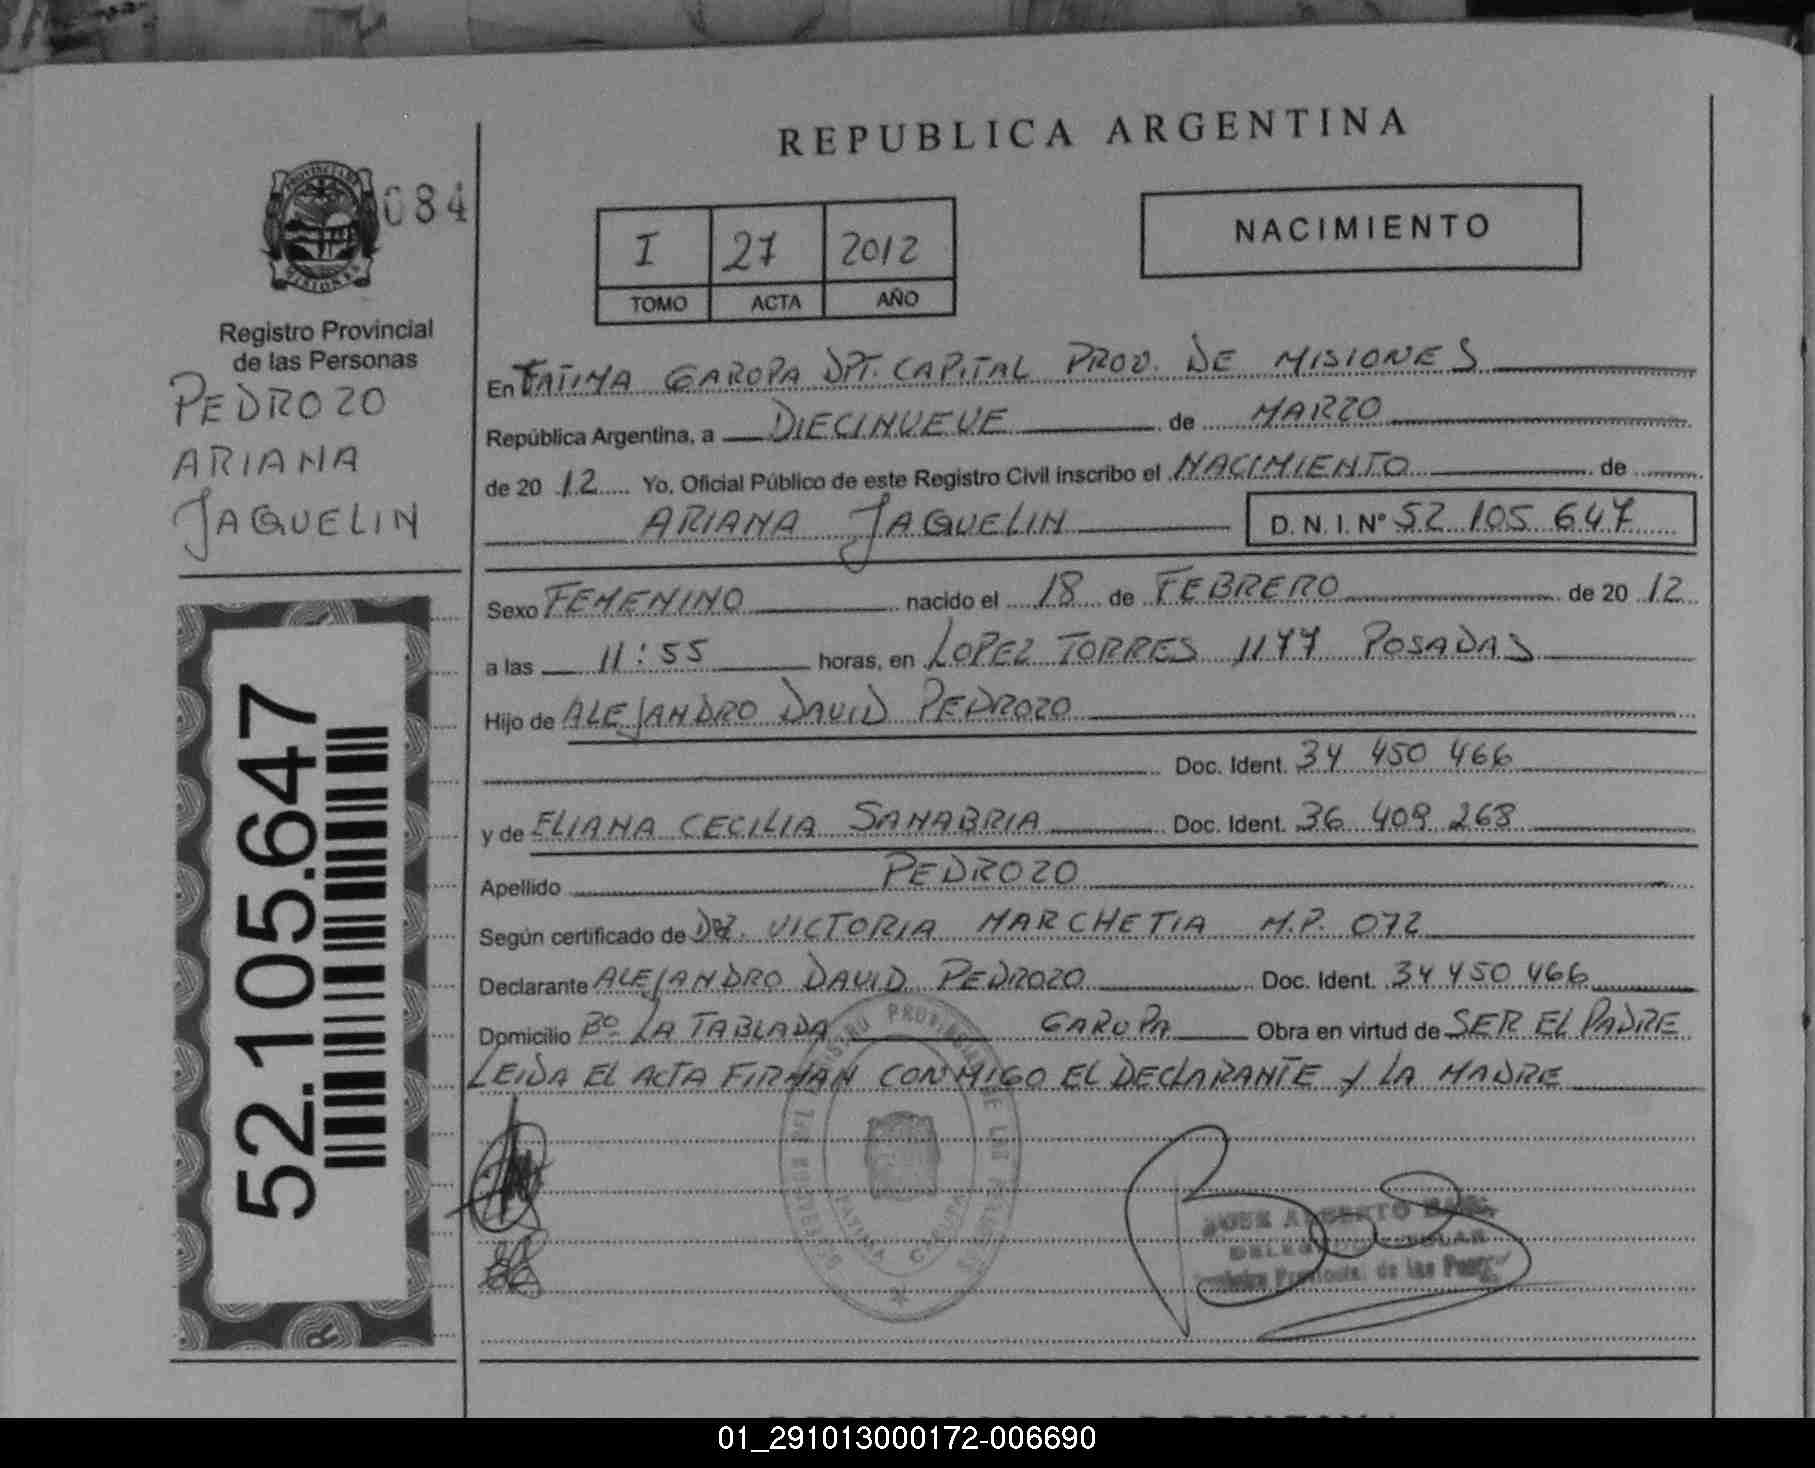 REPUBLICA ARGENTINA
084
I 27 2012
TOMO ACTA AÑO
NACIMIENTO
Registro Provincial
de las Personas
PEDROZO
ARIANA
JAQUELIN
52.105.647
En FATIMA GAROPA DPT. CAPITAL PROV. DE MISIONES
República Argentina, a DIECINUEVE de MARZO
de 20 12 Yo, Oficial Público de este Registro Civil inscribo el NACIMIENTO de
ARIANA JAQUELIN D. N. I. Nº 52 105 647
Sexo FEMENINO nacido el 18 de FEBRERO de 20 12
a las 11:55 horas, en LOPEZ TORRES 1177 POSADAS
Hijo de ALEJANDRO DAVID PEDROZO
Doc. Ident. 34 450 466
y de ELIANA CECILIA SANABRIA Doc. Ident. 36 409 268
Apellido PEDROZO
Según certificado de VICTORIA MARCHETIA M.P. 072
Declarante ALEJANDRO DAVID PEDROZO Doc. Ident. 34 450 466
Domicilio Bº LA TABLADA GARUPA Obra en virtud de SER EL PADRE
LEIDA EL ACTA FIRMAN CONMIGO EL DECLARANTE y LA MADRE
JOSE ALBERTO
de las
01_291013000172-006690